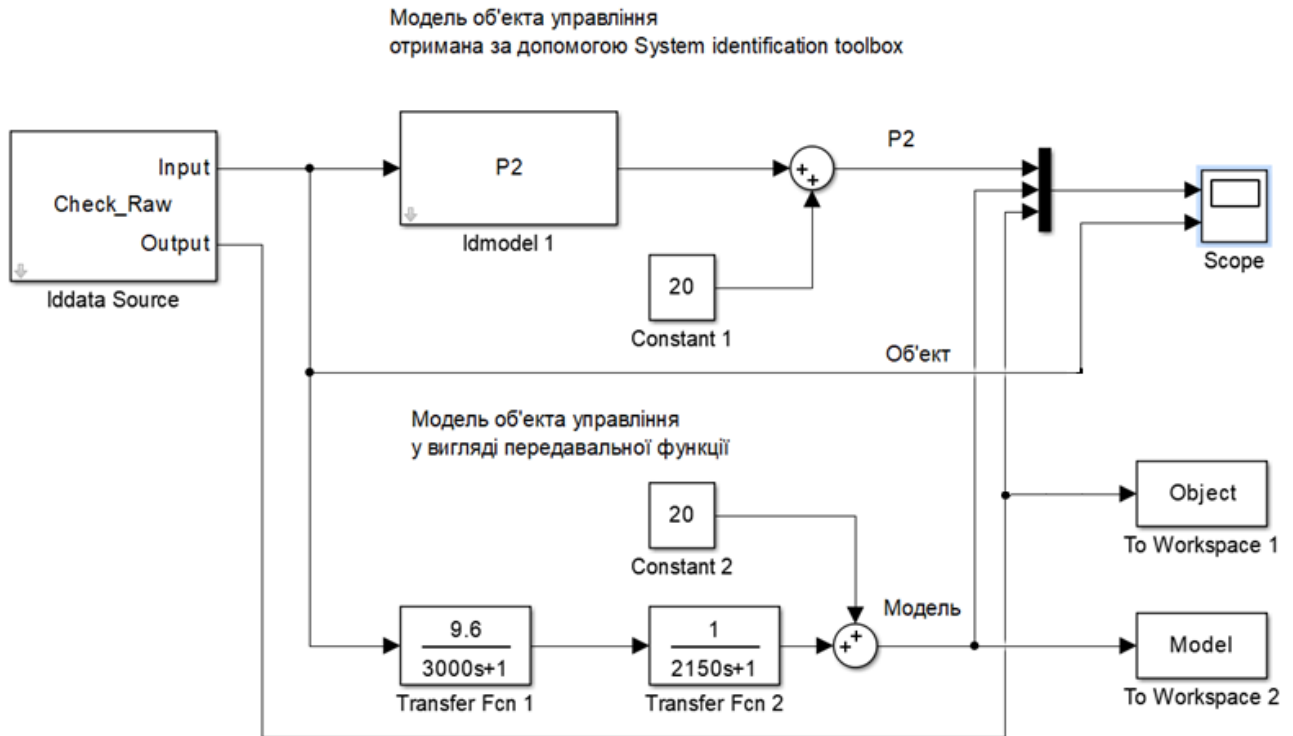 Модель об'єкта управління
отримана за допомогою System identification toolbox
Input
Check_Raw
Output
Iddata Source
P2
Idmodel 1
+
+
P2
20
Constant 1
Scope
Об'єкт
Модель об'єкта управління
у вигляді передавальної функції
20
Constant 2
Object
To Workspace 1
9.6
3000s+1
Transfer Fcn 1
1
2150s+1
Transfer Fcn 2
+
+
Модель
Model
To Workspace 2